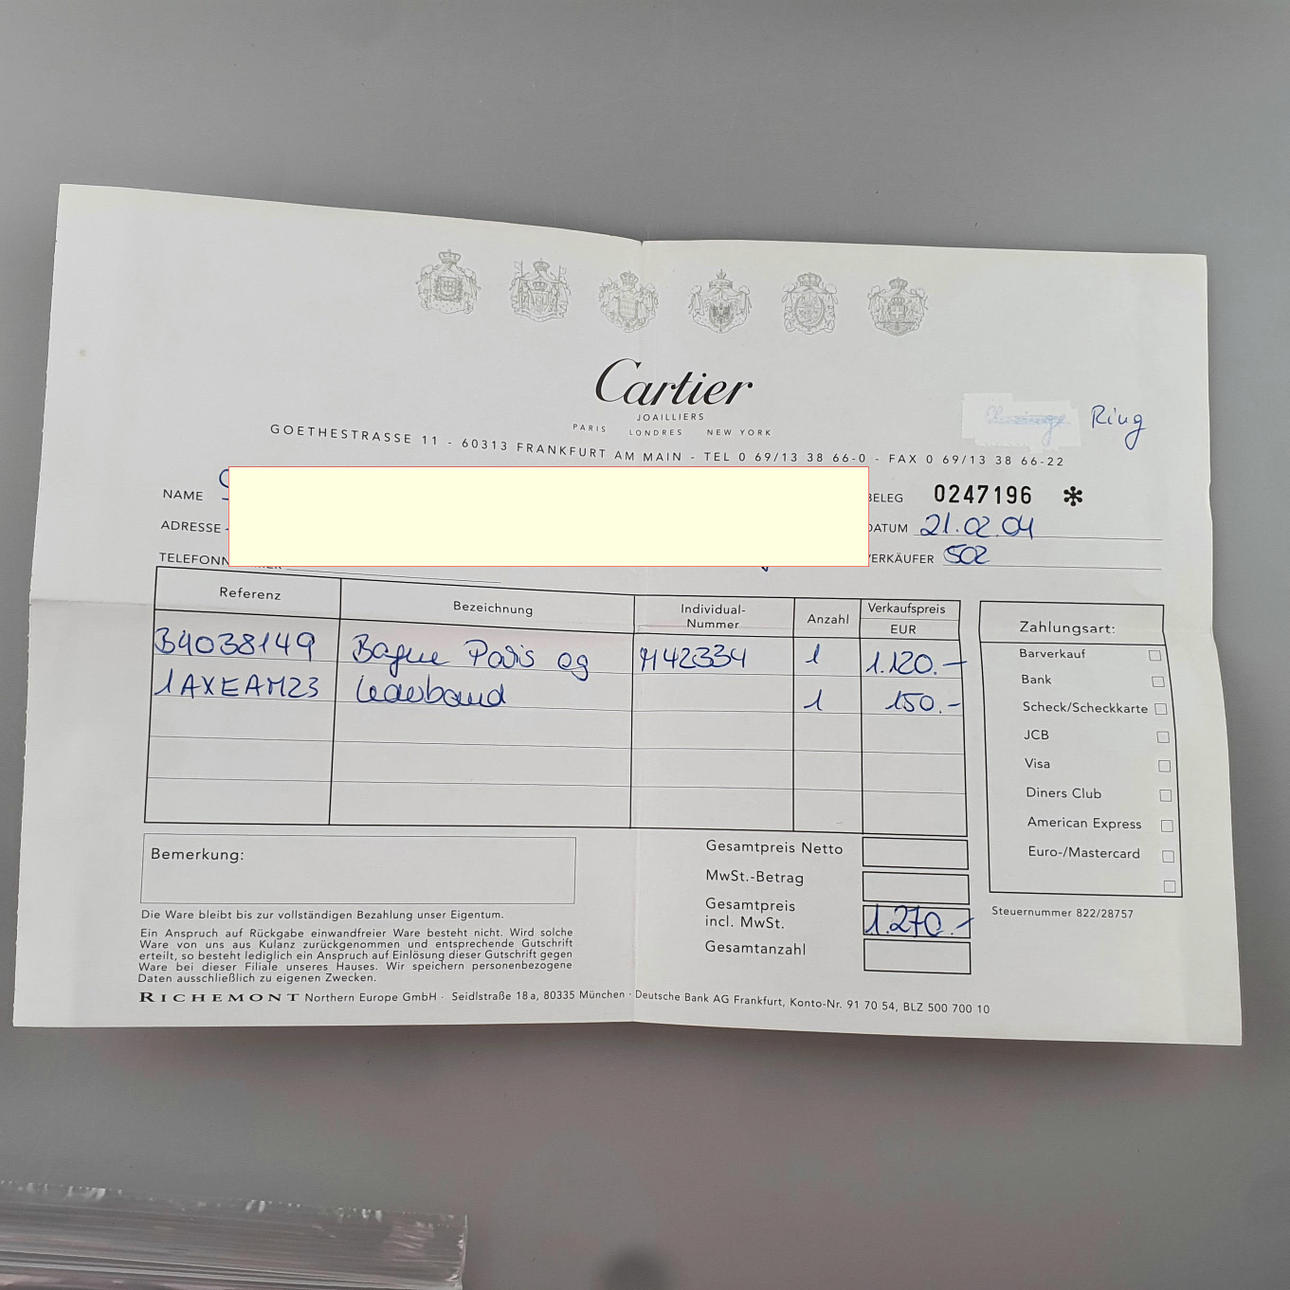 Cartier
JOAILLIERS
PARIS LONDRES NEW YORK
Ring
GOETHESTRASSE 11 - 60313 FRANKFURT AM MAIN - TEL 0 69/13 38 66-0 - FAX 0 69/13 38 66-22
NAME
BELEG 0247196 *
ADRESSE
DATUM 21.02.04
TELEFONN
VERKÄUFER 502
Referenz Bezeichnung Individual-Nummer Anzahl Verkaufspreis EUR
B4038149 Bague Paris og M42334 1 1.120.–
1AXEAM23 Lederband 1 150.–
Zahlungsart:
Barverkauf
Bank
Scheck/Scheckkarte
JCB
Visa
Diners Club
American Express
Euro-/Mastercard
Steuernummer 822/28757
Bemerkung:
Gesamtpreis Netto
MwSt.-Betrag
Gesamtpreis
incl. MwSt. 1.270.–
Gesamtanzahl
Die Ware bleibt bis zur vollständigen Bezahlung unser Eigentum.
Ein Anspruch auf Rückgabe einwandfreier Ware besteht nicht. Wird solche
Ware von uns aus Kulanz zurückgenommen und entsprechende Gutschrift
erteilt, so besteht lediglich ein Anspruch auf Einlösung dieser Gutschrift gegen
Ware bei dieser Filiale unseres Hauses. Wir speichern personenbezogene
Daten ausschließlich zu eigenen Zwecken.
RICHEMONT Northern Europe GmbH · Seidlstraße 18a, 80335 München · Deutsche Bank AG Frankfurt, Konto-Nr. 91 70 54, BLZ 500 700 10